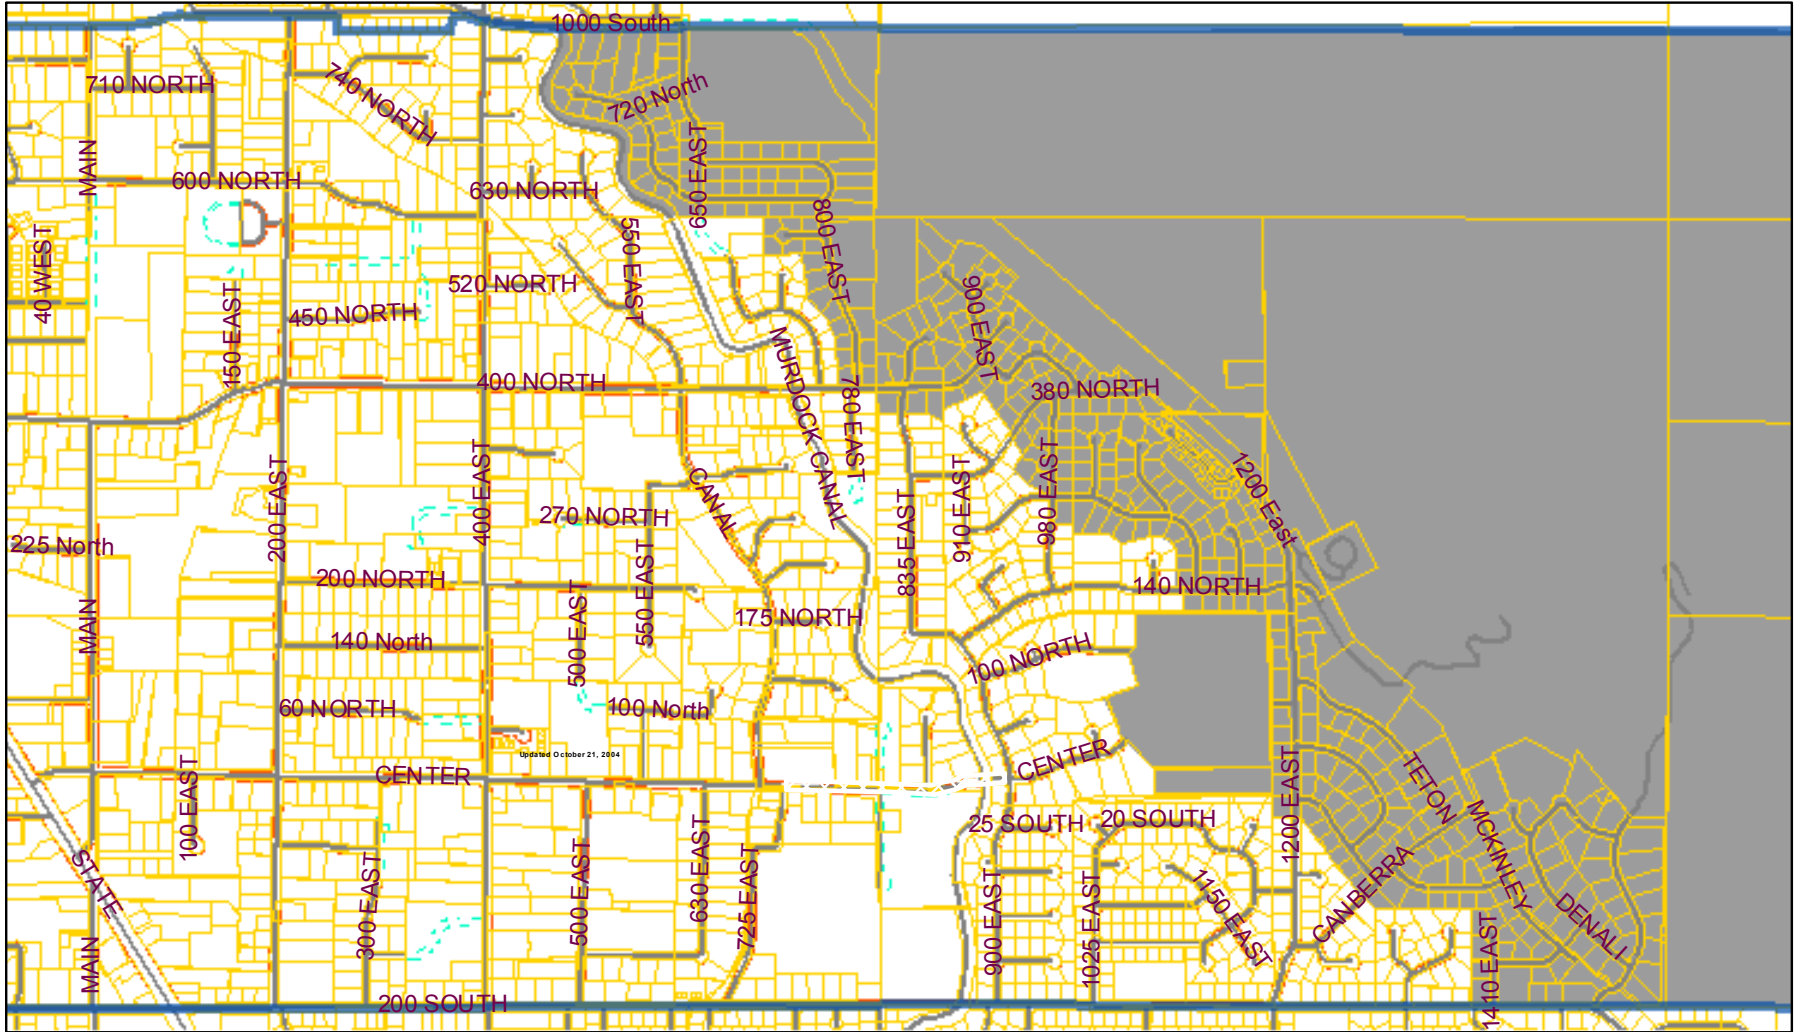 1000 South
710 NORTH
740 NORTH
720 North
MAIN
600 NORTH
630 NORTH
650 EAST
800 EAST
40 WEST
150 EAST
450 NORTH
520 NORTH
550 EAST
900 EAST
MURDOCK CANAL
400 NORTH
780 EAST
380 NORTH
200 EAST
400 EAST
CANAL
835 EAST
910 EAST
980 EAST
1200 East
225 North
270 NORTH
200 NORTH
500 EAST
550 EAST
175 NORTH
140 NORTH
MAIN
140 North
100 NORTH
60 NORTH
100 North
Updated October 21, 2004
CENTER
CENTER
100 EAST
1200 EAST
TETON
STATE
300 EAST
500 EAST
630 EAST
725 EAST
25 SOUTH
20 SOUTH
900 EAST
1025 EAST
1150 EAST
CANBERRA
MCKINLEY
DENALI
MAIN
1410 EAST
200 SOUTH